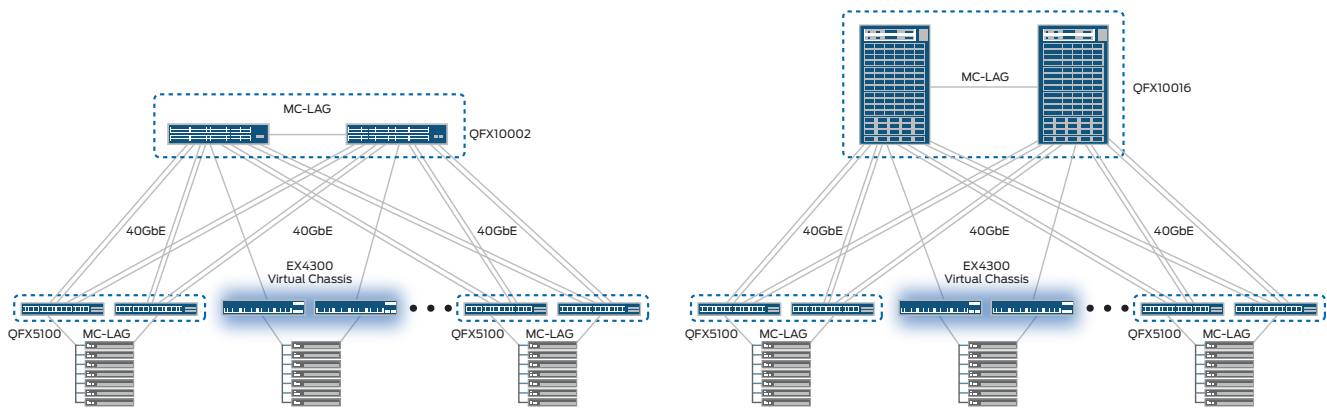 MC-LAG
QFX10002
40GbE
40GbE
40GbE
EX4300
Virtual Chassis
QFX5100
MC-LAG
QFX5100
MC-LAG
MC-LAG
QFX10016
40GbE
40GbE
40GbE
EX4300
Virtual Chassis
QFX5100
MC-LAG
QFX5100
MC-LAG